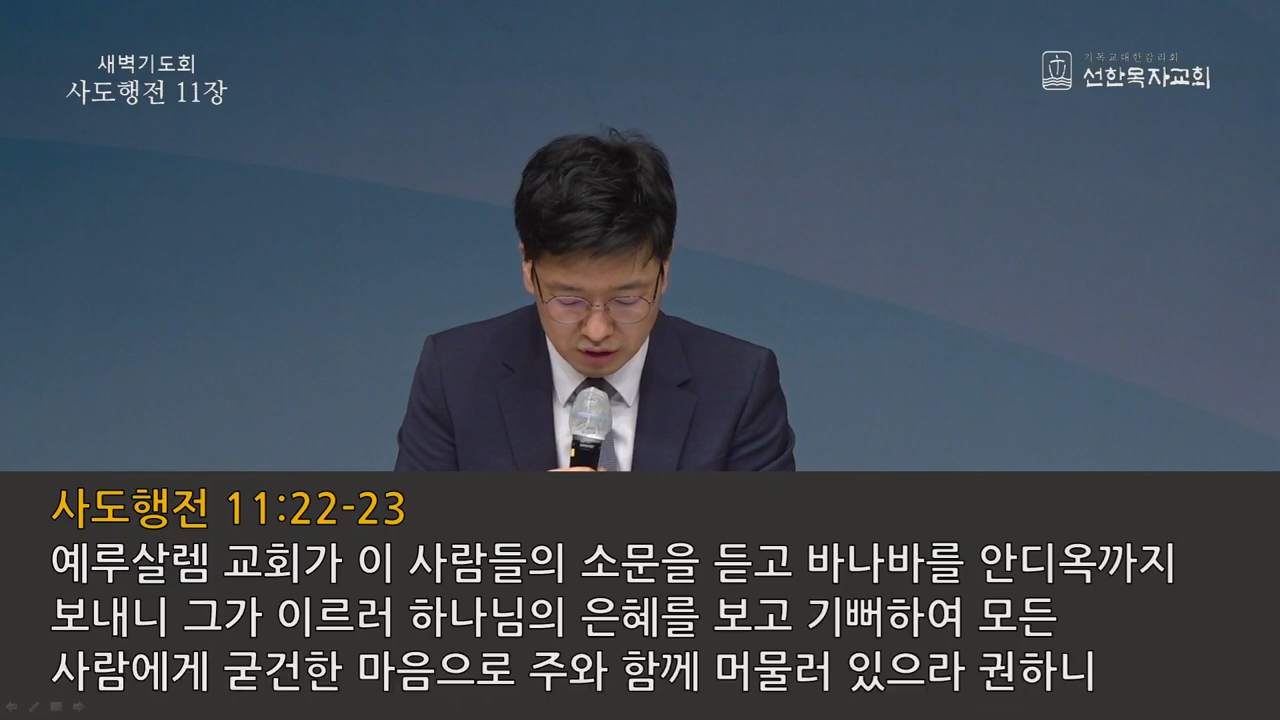 새벽기도회
사도행전 11장
기독교대한감리회
선한목자교회
사도행전 11:22-23
예루살렘 교회가 이 사람들의 소문을 듣고 바나바를 안디옥까지
보내니 그가 이르러 하나님의 은혜를 보고 기뻐하여 모든
사람에게 굳건한 마음으로 주와 함께 머물러 있으라 권하니